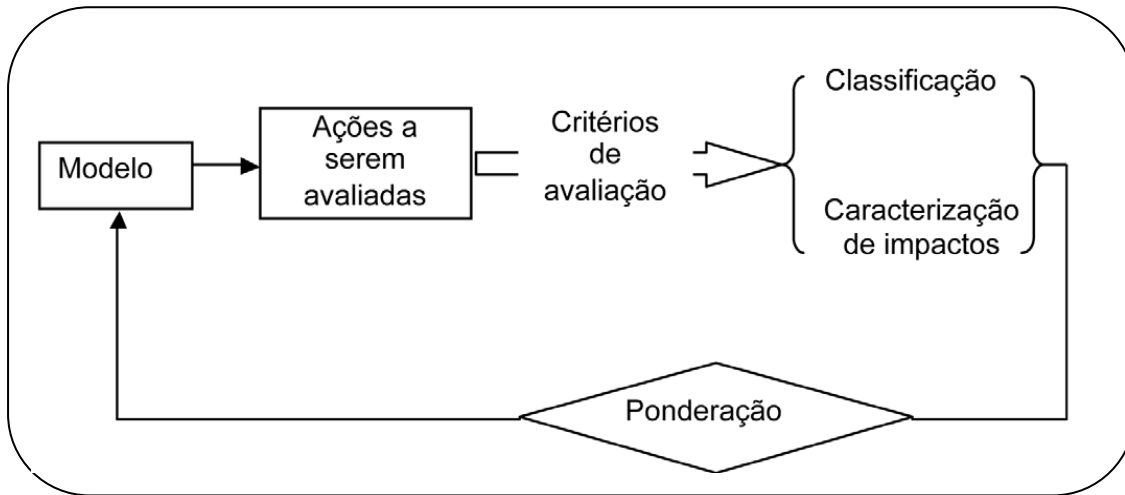 Modelo
Ações a
serem
avaliadas
Critérios
de
avaliação
Classificação
Caracterização
de impactos
Ponderação